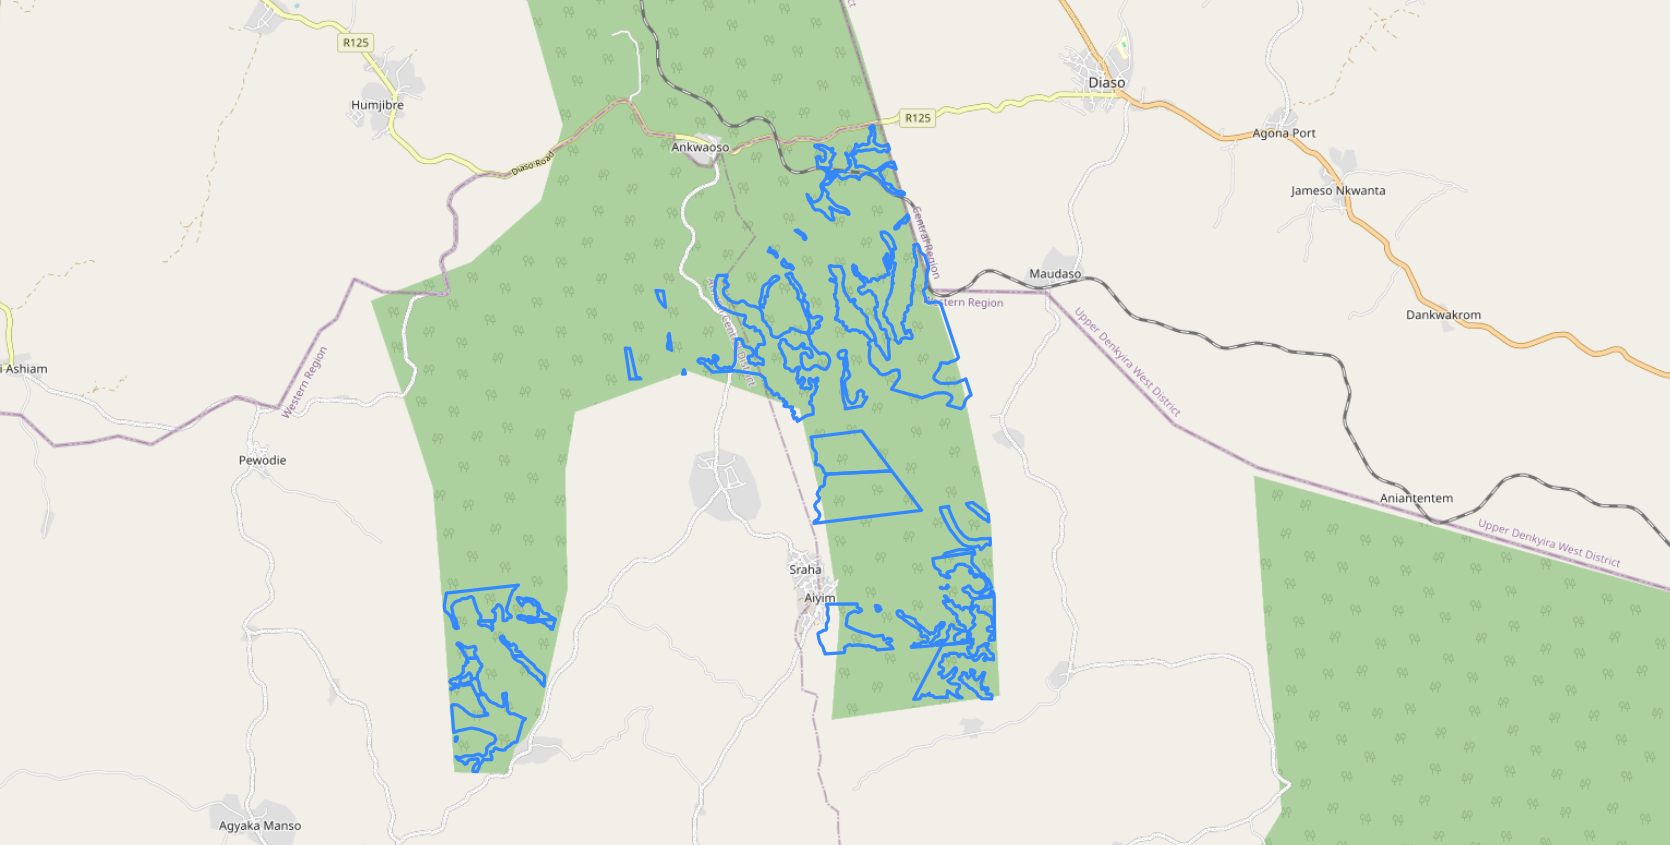 R125
Humjibre
Diaso Road
Ankwaoso
R125
Diaso
Agona Port
Jameso Nkwanta
Central Region
Maudaso
stern Region
Dankwakrom
Upper Denkyira West District
i Ashiam
Western Region
Pewodie
Aniantentem
Upper Denkyira West District
Sraha
Aiyim
Agyaka Manso